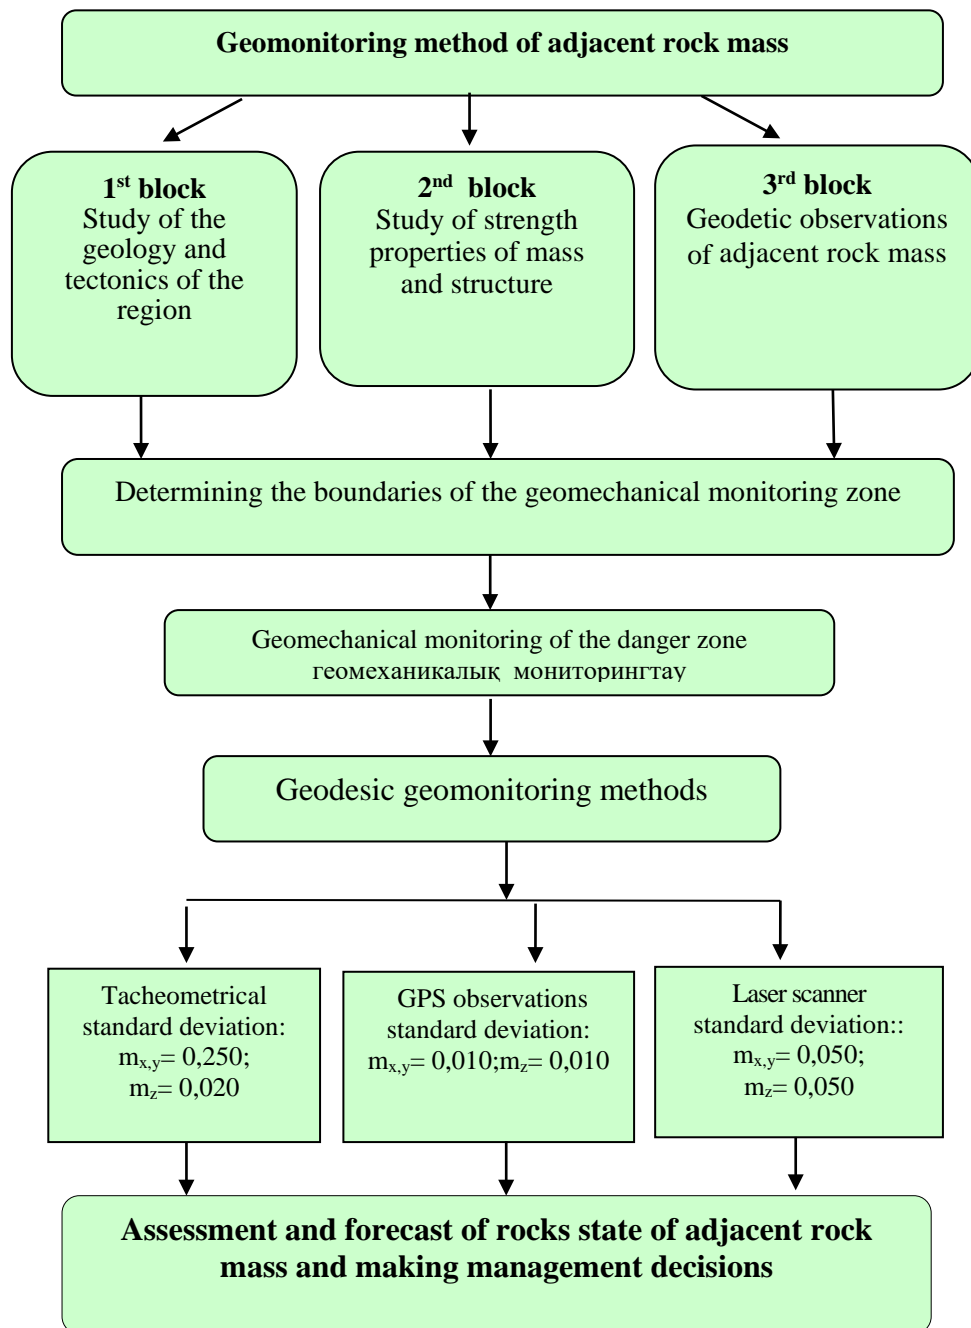 Geomonitoring method of adjacent rock mass
1st block
Study of the
geology and
tectonics of the
region
2nd block
Study of strength
properties of mass
and structure
3rd block
Geodetic observations
of adjacent rock mass
Determining the boundaries of the geomechanical monitoring zone
Geomechanical monitoring of the danger zone
геомеханикалық мониторингтау
Geodesic geomonitoring methods
Tacheometrical
standard deviation:
mx,y= 0,250;
mz= 0,020
GPS observations
standard deviation:
mx,y= 0,010;mz= 0,010
Laser scanner
standard deviation::
mx,y= 0,050;
mz= 0,050
Assessment and forecast of rocks state of adjacent rock
mass and making management decisions